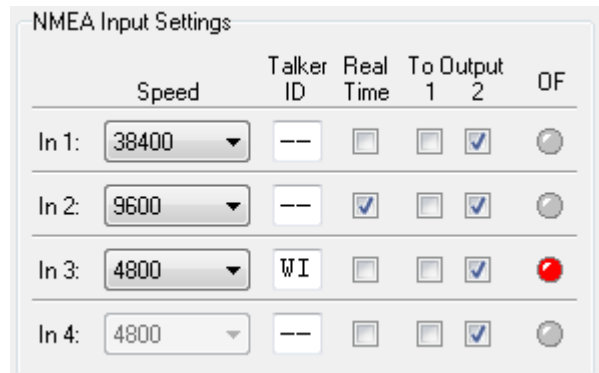 NMEA Input Settings
Talker Real To Output
Speed ID Time 1 2 OF
In 1: 38400 --
In 2: 9600 --
In 3: 4800 WI
In 4: 4800 --